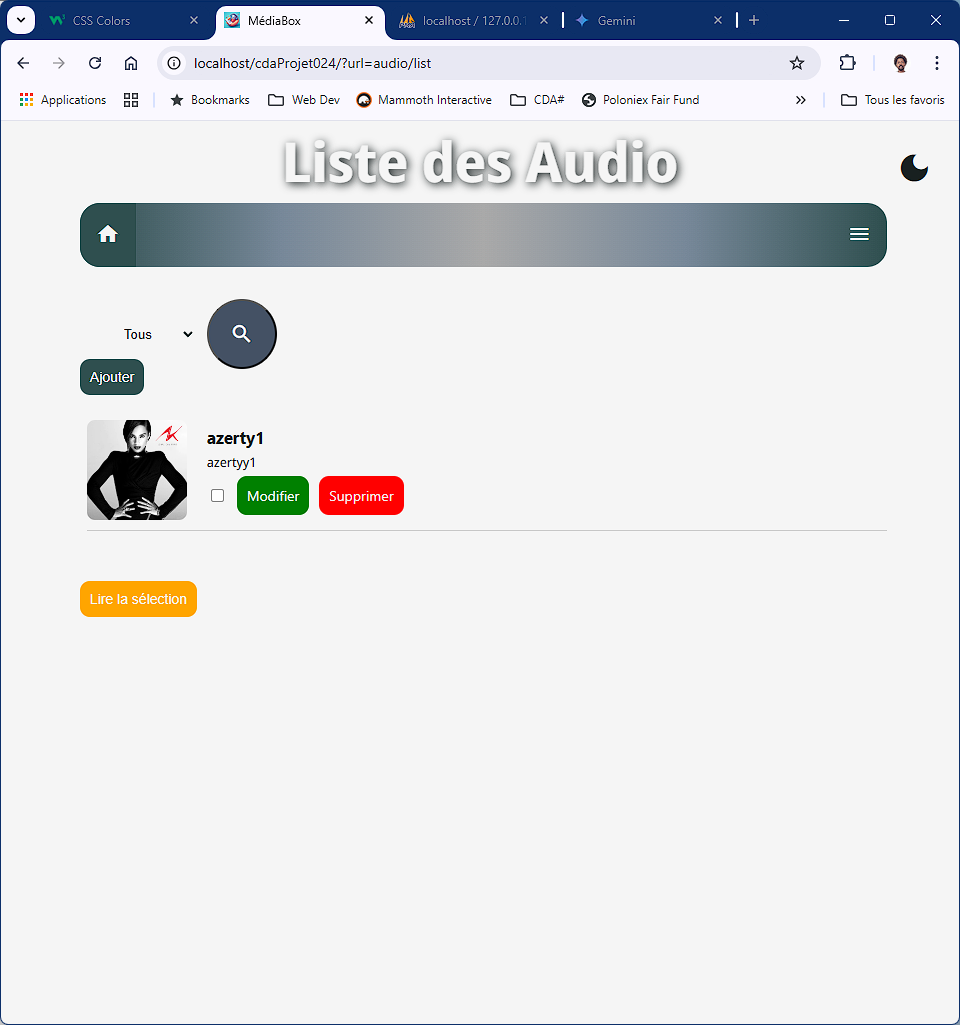 CSS Colors
MédiaBox
localhost / 127.0.0.1
Gemini
localhost/cdaProjet024/?url=audio/list
Applications
Bookmarks
Web Dev
Mammoth Interactive
CDA#
Poloniex Fair Fund
Tous les favoris
Liste des Audio
Tous
Ajouter
azerty1
azertyy1
Modifier
Supprimer
Lire la sélection